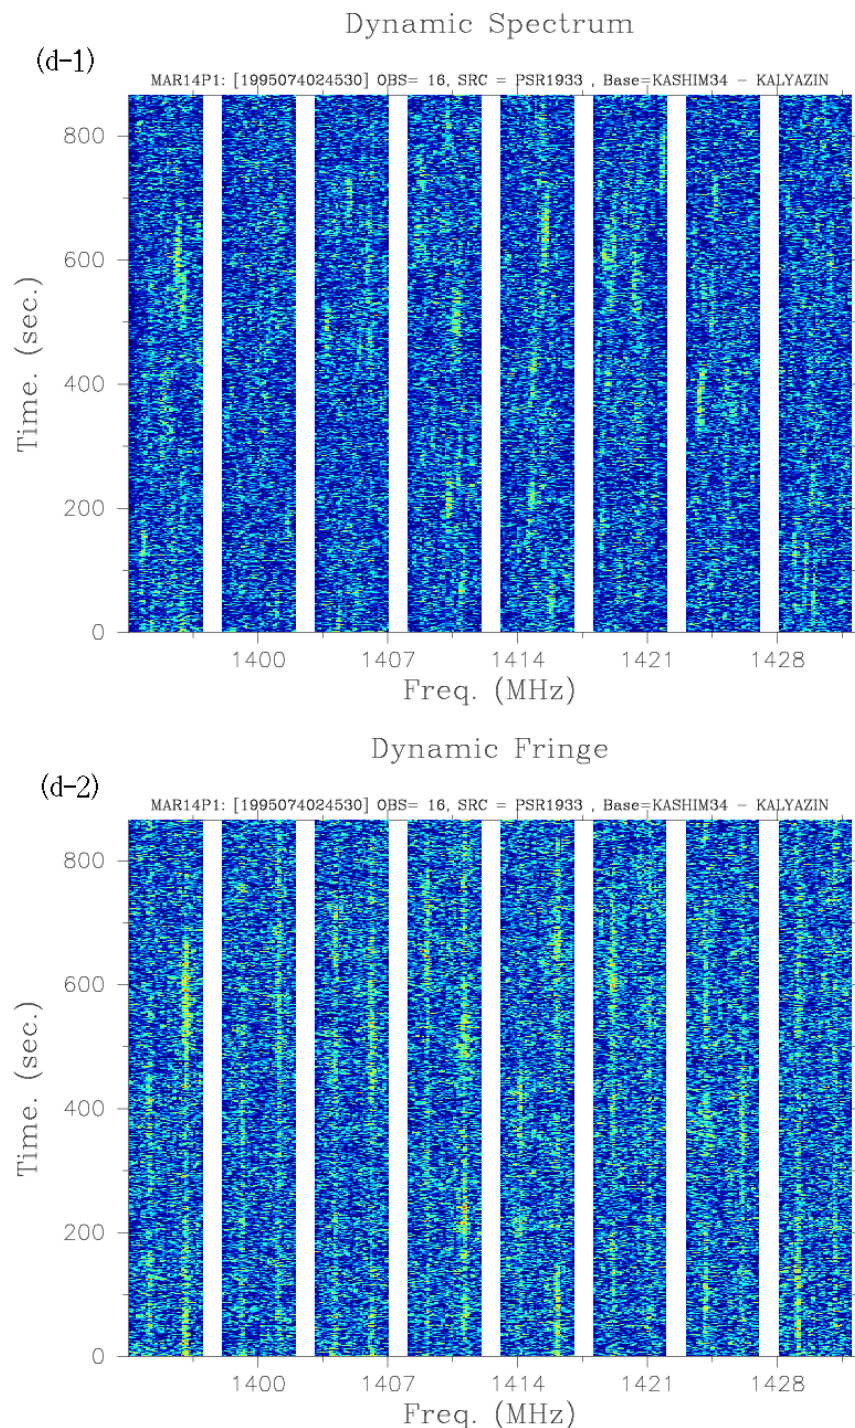 Dynamic Spectrum
(d-1)
MAR14P1: [1995074024530] OBS= 16, SRC = PSR1933 , Base=KASHIM34 - KALYAZIN
800
600
400
200
0
Time. (sec.)
1400 1407 1414 1421 1428
Freq. (MHz)
Dynamic Fringe
(d-2)
MAR14P1: [1995074024530] OBS= 16, SRC = PSR1933 , Base=KASHIM34 - KALYAZIN
800
600
400
200
0
Time. (sec.)
1400 1407 1414 1421 1428
Freq. (MHz)